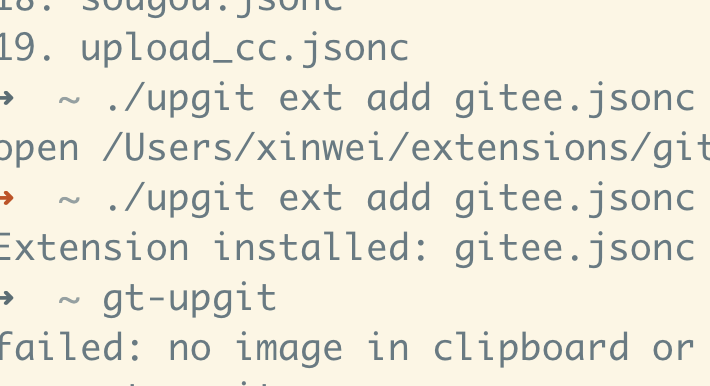 18. sougou.jsonc
19. upload_cc.jsonc
→ ~ ./upgit ext add gitee.jsonc
open /Users/xinwei/extensions/git
→ ~ ./upgit ext add gitee.jsonc
Extension installed: gitee.jsonc
→ ~ gt-upgit
failed: no image in clipboard or